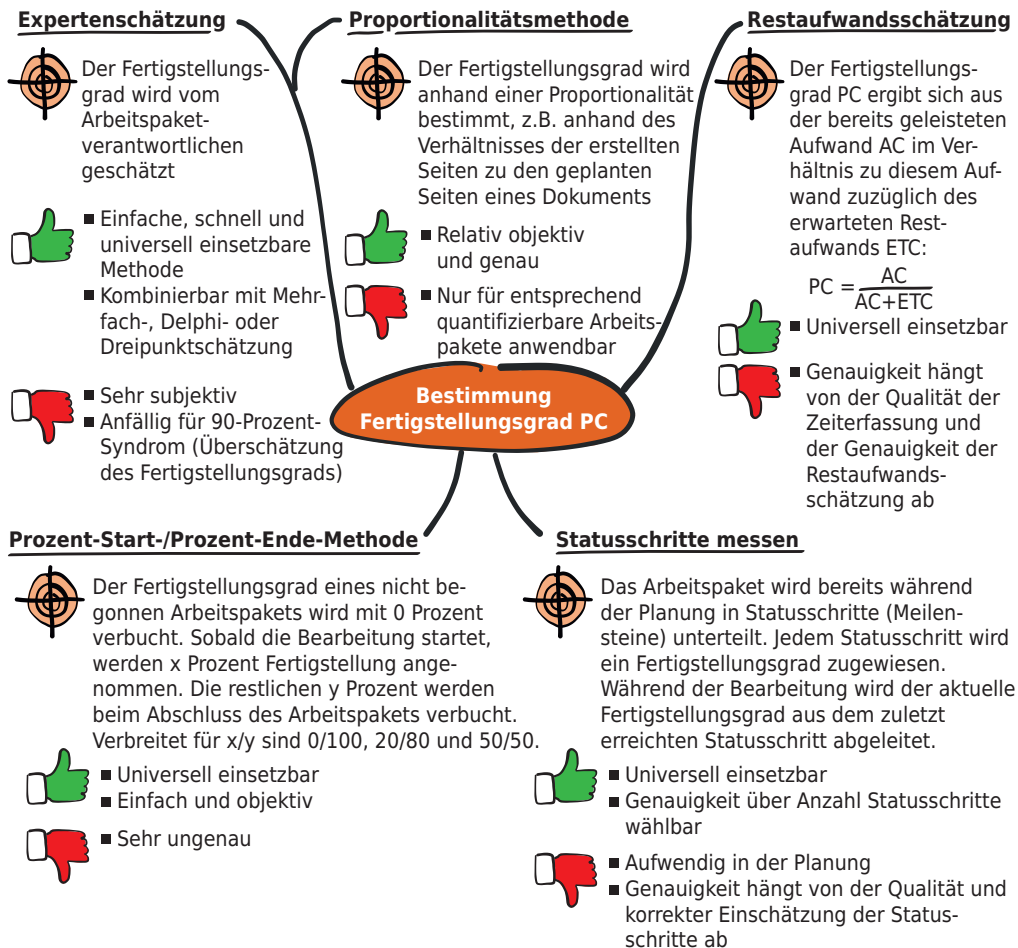 Expertenschätzung
Der Fertigstellungs-
grad wird vom
Arbeitspaket-
verantwortlichen
geschätzt
Einfache, schnell und
universell einsetzbare
Methode
Kombinierbar mit Mehr-
fach-, Delphi- oder
Dreipunktschätzung
Sehr subjektiv
Anfällig für 90-Prozent-
Syndrom (Überschätzung
des Fertigstellungsgrads)
Proportionalitätsmethode
Der Fertigstellungsgrad wird
anhand einer Proportionalität
bestimmt, z.B. anhand des
Verhältnisses der erstellten
Seiten zu den geplanten
Seiten eines Dokuments
Relativ objektiv
und genau
Nur für entsprechend
quantifizierbare Arbeits-
pakete anwendbar
Restaufwandsschätzung
Der Fertigstellungs-
grad PC ergibt sich aus
der bereits geleisteten
Aufwand AC im Ver-
hältnis zu diesem Auf-
wand zuzüglich des
erwarteten Rest-
aufwands ETC:
PC = AC
AC+ETC
Universell einsetzbar
Genauigkeit hängt
von der Qualität der
Zeiterfassung und
der Genauigkeit der
Restaufwands-
schätzung ab
Bestimmung
Fertigstellungsgrad PC
Prozent-Start-/Prozent-Ende-Methode
Der Fertigstellungsgrad eines nicht be-
gonnen Arbeitspakets wird mit 0 Prozent
verbucht. Sobald die Bearbeitung startet,
werden x Prozent Fertigstellung ange-
nommen. Die restlichen y Prozent werden
beim Abschluss des Arbeitspakets verbucht.
Verbreitet für x/y sind 0/100, 20/80 und 50/50.
Universell einsetzbar
Einfach und objektiv
Sehr ungenau
Statusschritte messen
Das Arbeitspaket wird bereits während
der Planung in Statusschritte (Meilen-
steine) unterteilt. Jedem Statusschritt wird
ein Fertigstellungsgrad zugewiesen.
Während der Bearbeitung wird der aktuelle
Fertigstellungsgrad aus dem zuletzt
erreichten Statusschritt abgeleitet.
Universell einsetzbar
Genauigkeit über Anzahl Statusschritte
wählbar
Aufwendig in der Planung
Genauigkeit hängt von der Qualität und
korrekter Einschätzung der Status-
schritte ab